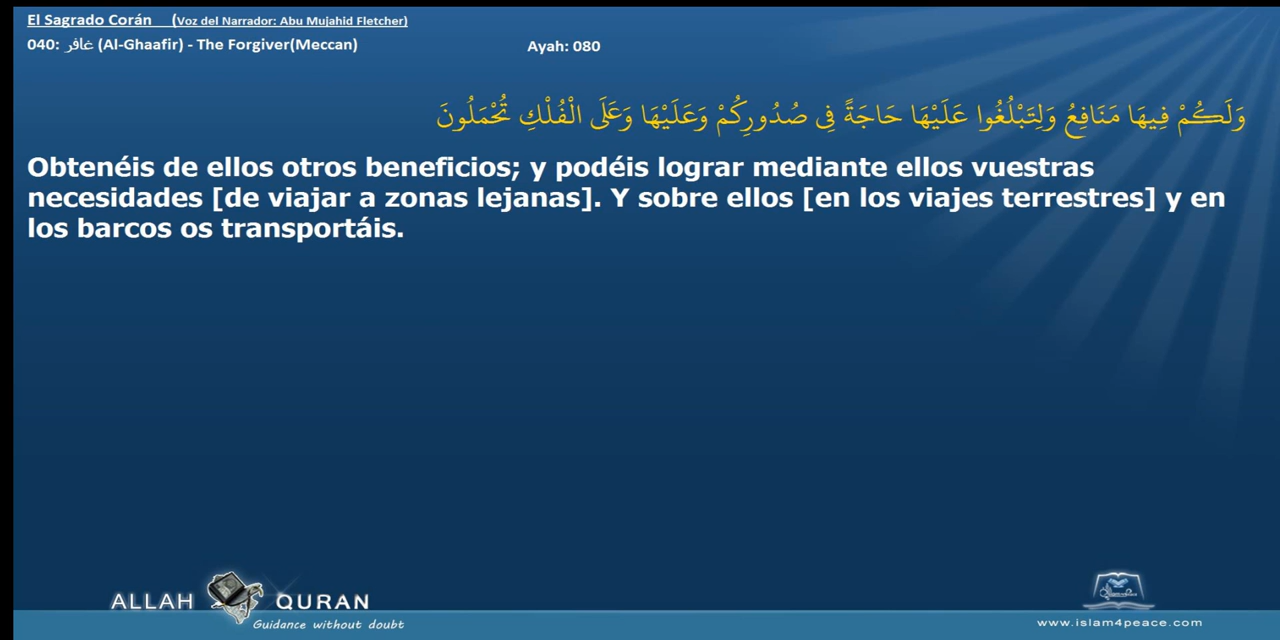 El Sagrado Corán (Voz del Narrador: Abu Mujahid Fletcher)
040: غافر (Al-Ghaafir) - The Forgiver(Meccan) Ayah: 080
وَلَكُمْ فِيهَا مَنَافِعُ وَلِتَبْلُغُوا عَلَيْهَا حَاجَةً فِي صُدُورِكُمْ وَعَلَيْهَا وَعَلَى الْفُلْكِ تُحْمَلُونَ
Obtenéis de ellos otros beneficios; y podéis lograr mediante ellos vuestras
necesidades [de viajar a zonas lejanas]. Y sobre ellos [en los viajes terrestres] y en
los barcos os transportáis.
ALLAH QURAN
Guidance without doubt
www.islam4peace.com